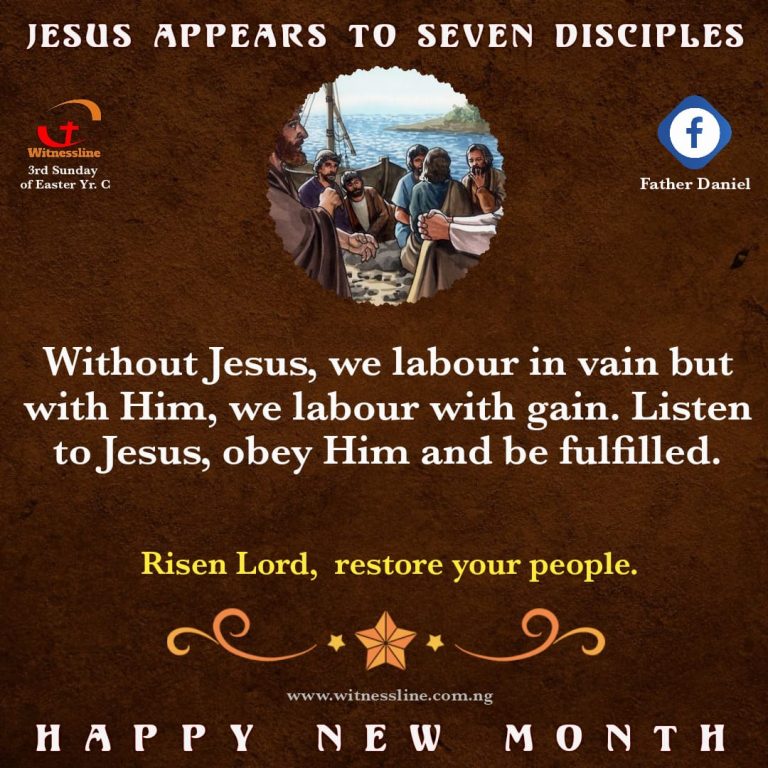 JESUS APPEARS TO SEVEN DISCIPLES
Witnessline
3rd Sunday
of Easter Yr. C
f
Father Daniel
Without Jesus, we labour in vain but
with Him, we labour with gain. Listen
to Jesus, obey Him and be fulfilled.
Risen Lord, restore your people.
www.witnessline.com.ng
HAPPY NEW MONTH